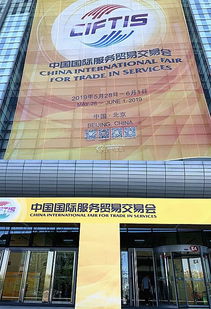 CIFTIS
中国国际服务贸易交易会
CHINA INTERNATIONAL FAIR
FOR TRADE IN SERVICES
2019年5月28日-6月1日
MAY 28 - JUNE 1·2019
中国·北京
BEIJING, CHINA
中国国际服务贸易交易会
CHINA INTERNATIONAL FAIR FOR TRADE IN SERVICES